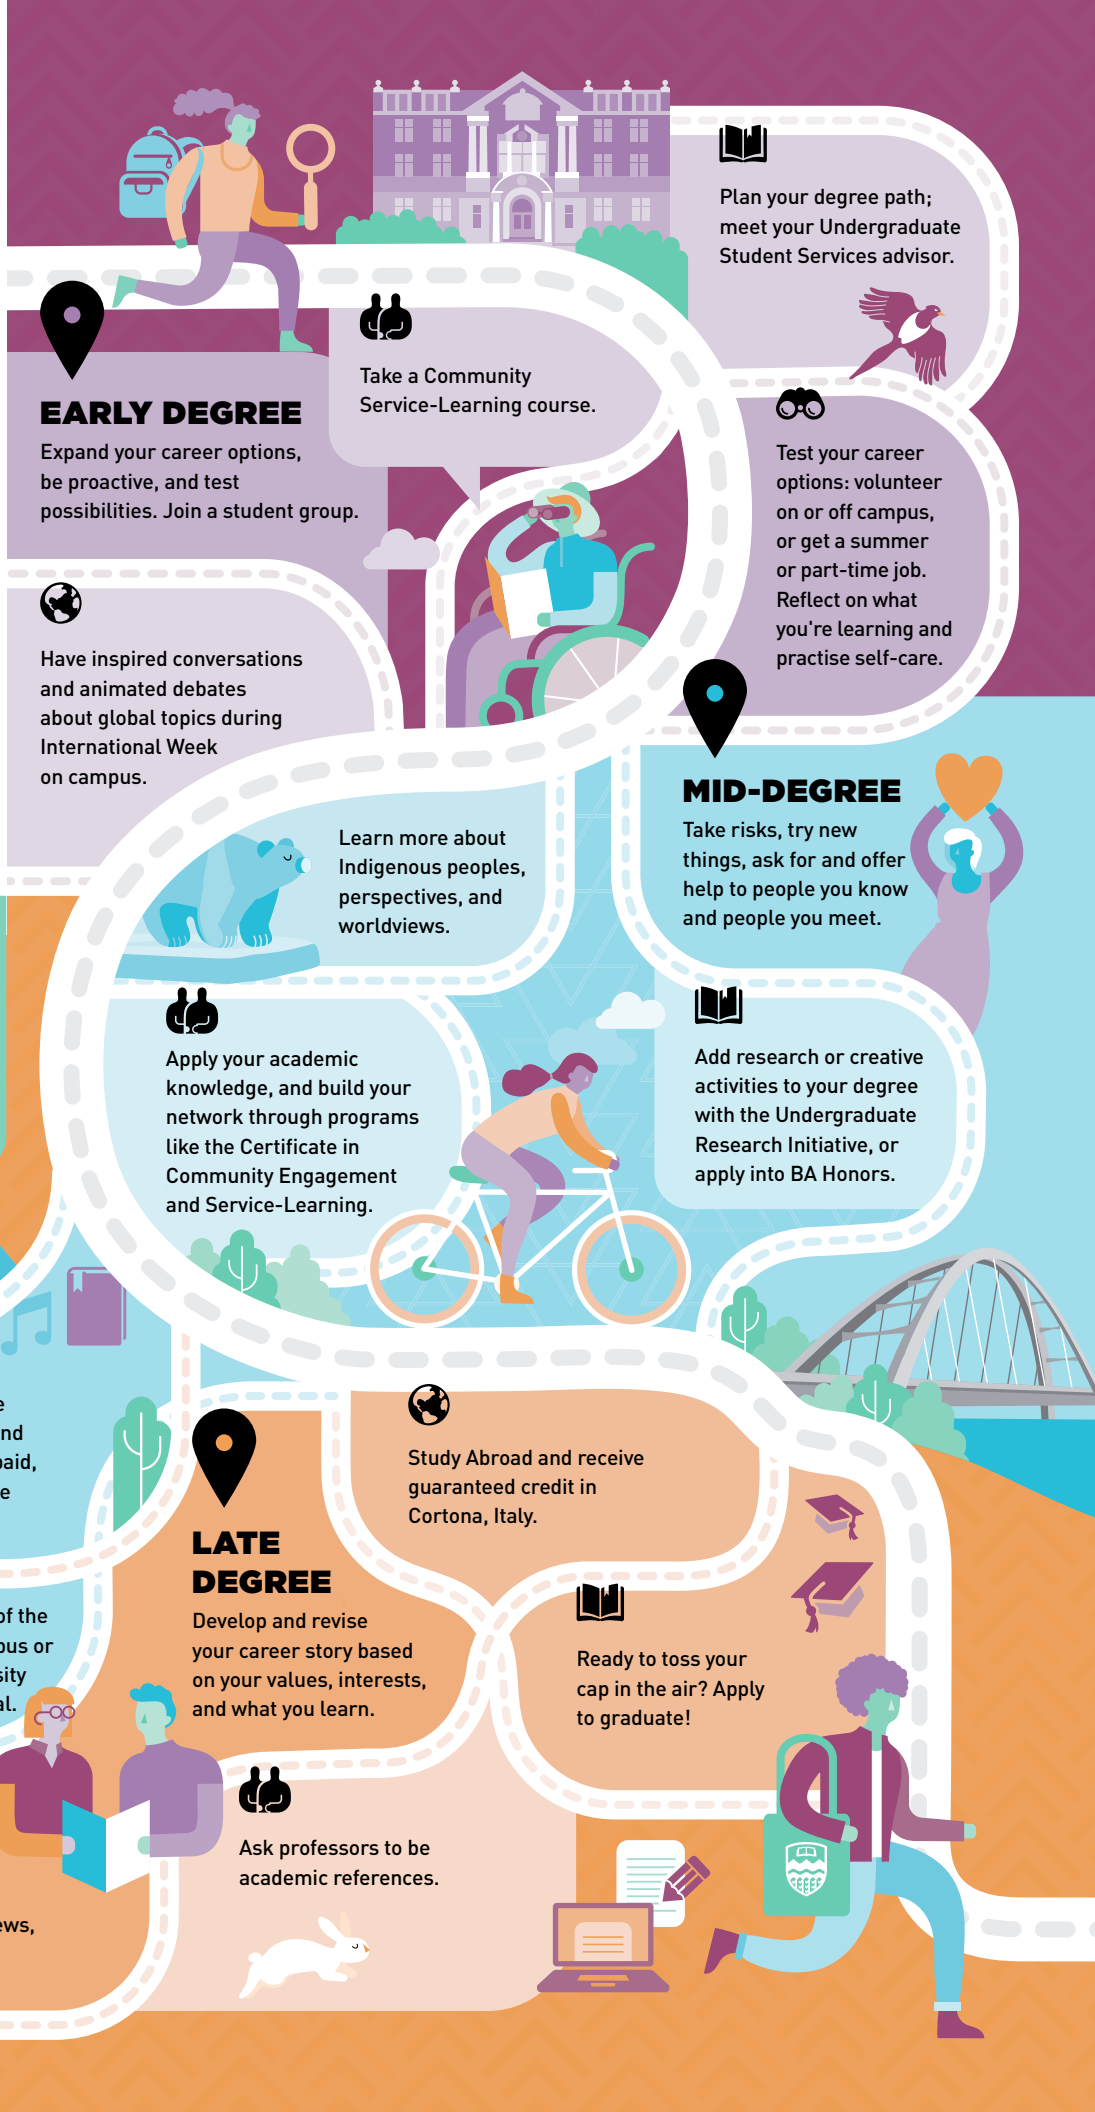 Plan your degree path;
meet your Undergraduate
Student Services advisor.
Take a Community
Service-Learning course.
EARLY DEGREE
Expand your career options,
be proactive, and test
possibilities. Join a student group.
Test your career
options: volunteer
on or off campus,
or get a summer
or part-time job.
Reflect on what
you're learning and
practise self-care.
Have inspired conversations
and animated debates
about global topics during
International Week
on campus.
MID-DEGREE
Take risks, try new
things, ask for and offer
help to people you know
and people you meet.
Learn more about
Indigenous peoples,
perspectives, and
worldviews.
Apply your academic
knowledge, and build your
network through programs
like the Certificate in
Community Engagement
and Service-Learning.
Add research or creative
activities to your degree
with the Undergraduate
Research Initiative, or
apply into BA Honors.
Study Abroad and receive
guaranteed credit in
Cortona, Italy.
LATE
DEGREE
Develop and revise
your career story based
on your values, interests,
and what you learn.
of the
or
Ready to toss your
cap in the air? Apply
to graduate!
Ask professors to be
academic references.